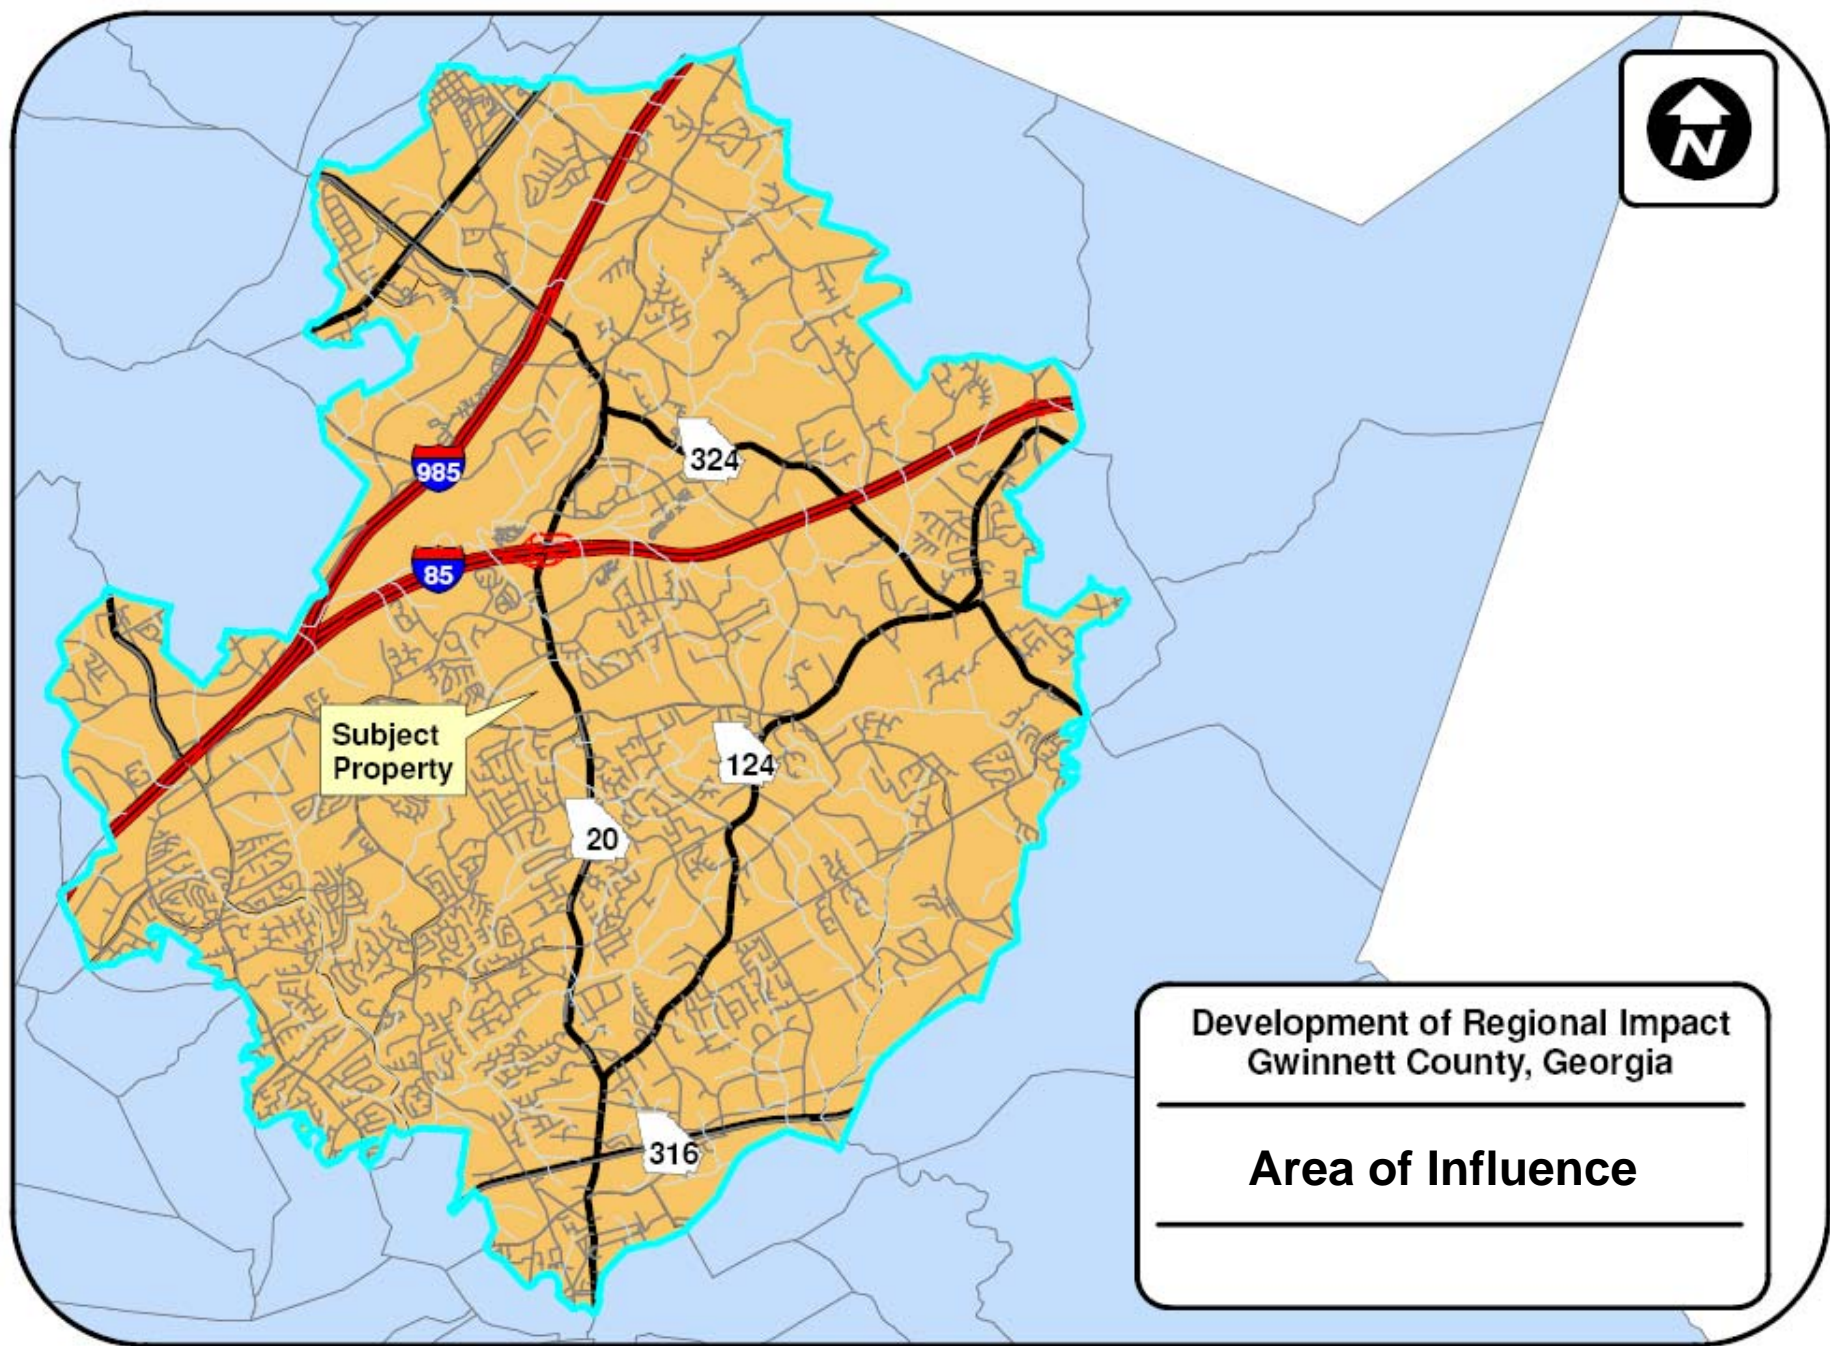 N
324
985
85
Subject
Property
124
20
316
Development of Regional Impact
Gwinnett County, Georgia
Area of Influence